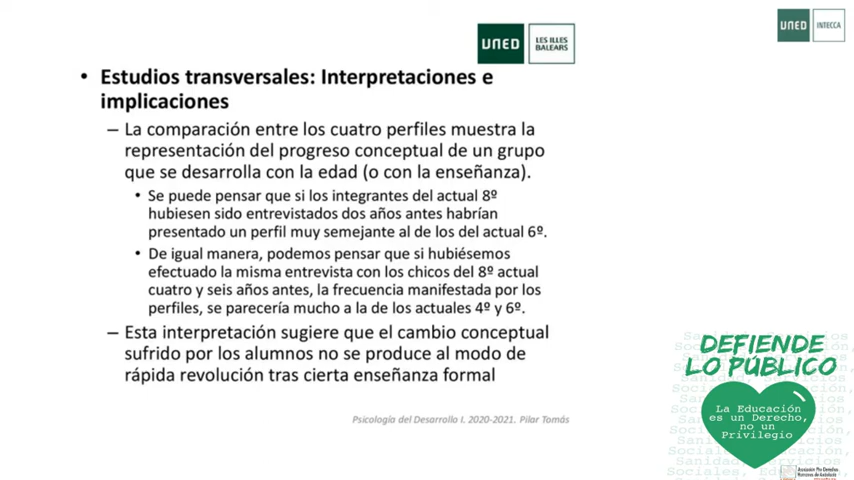 UNED
LES ILLES
BALEARS
UNED
INTECCA
• Estudios transversales: Interpretaciones e
implicaciones
– La comparación entre los cuatro perfiles muestra la
representación del progreso conceptual de un grupo
que se desarrolla con la edad (o con la enseñanza).
• Se puede pensar que si los integrantes del actual 8º
hubiesen sido entrevistados dos años antes habrían
presentado un perfil muy semejante al de los del actual 6º.
• De igual manera, podemos pensar que si hubiésemos
efectuado la misma entrevista con los chicos del 8º actual
cuatro y seis años antes, la frecuencia manifestada por los
perfiles, se parecería mucho a la de los actuales 4º y 6º.
– Esta interpretación sugiere que el cambio conceptual
sufrido por los alumnos no se produce al modo de
rápida revolución tras cierta enseñanza formal
Psicología del Desarrollo I. 2020-2021. Pilar Tomás
DEFIENDE
LO PÚBLICO
La Educación
es un Derecho,
no un
Privilegio